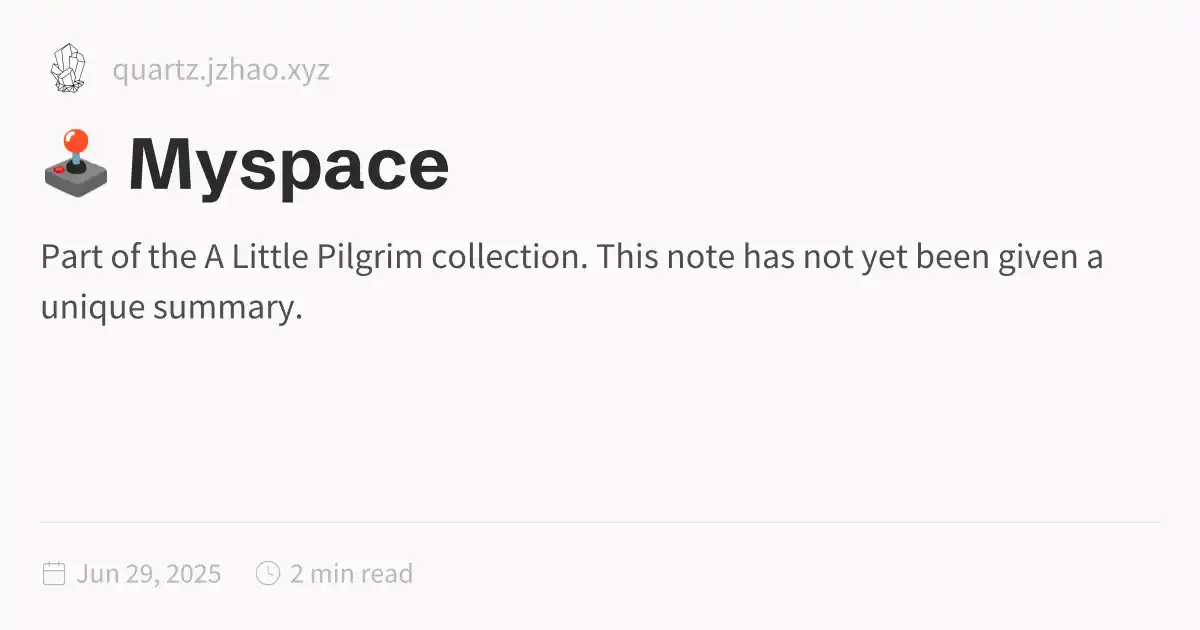 quartz.jzhao.xyz
🕹️ Myspace
Part of the A Little Pilgrim collection. This note has not yet been given a
unique summary.
Jun 29, 2025 2 min read